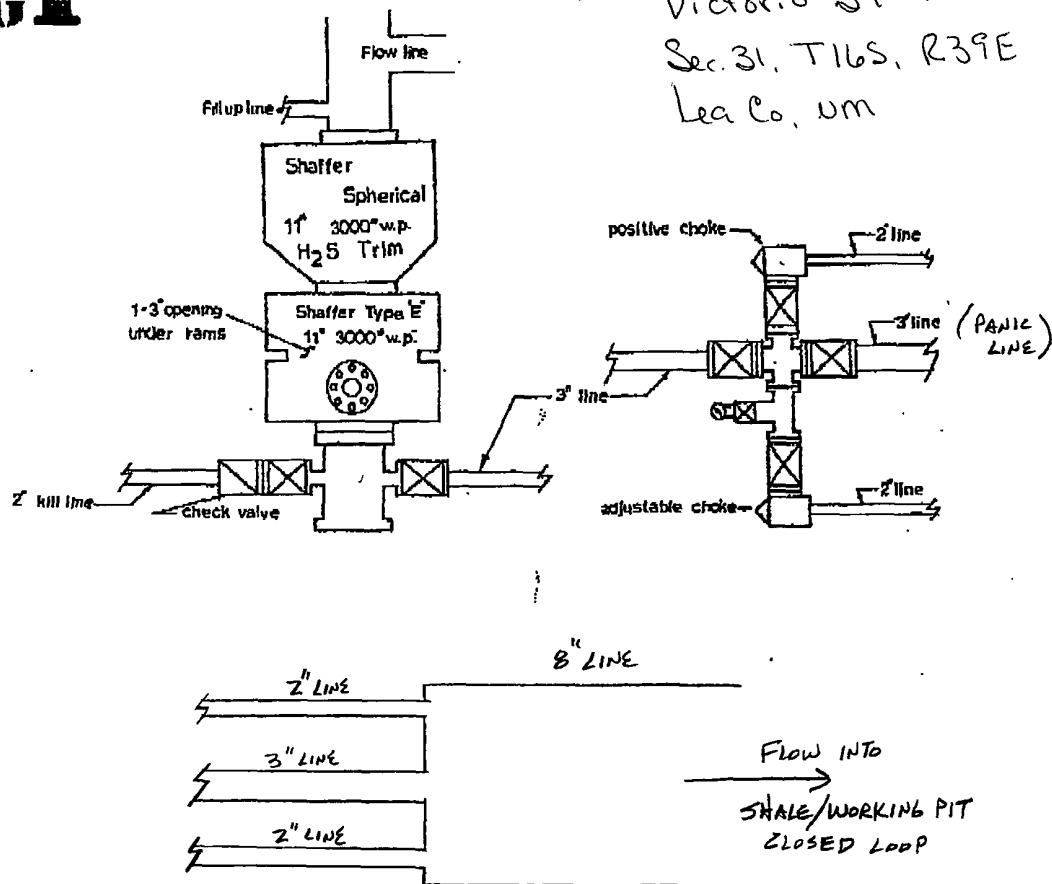 Sec. 31, T16S, R39E
Lea Co, NM
Flow line
Fill up line
Shaffer
Spherical
11" 3000# w.p.
H2S Trim
1-3" opening
under rams
Shaffer Type "E"
11" 3000# w.p.
2" kill line
check valve
3" line
positive choke
2" line
3" line (PANIC
LINE)
adjustable choke
2" line
8" LINE
2" LINE
3" LINE
2" LINE
FLOW INTO
SHALE/WORKING PIT
CLOSED LOOP